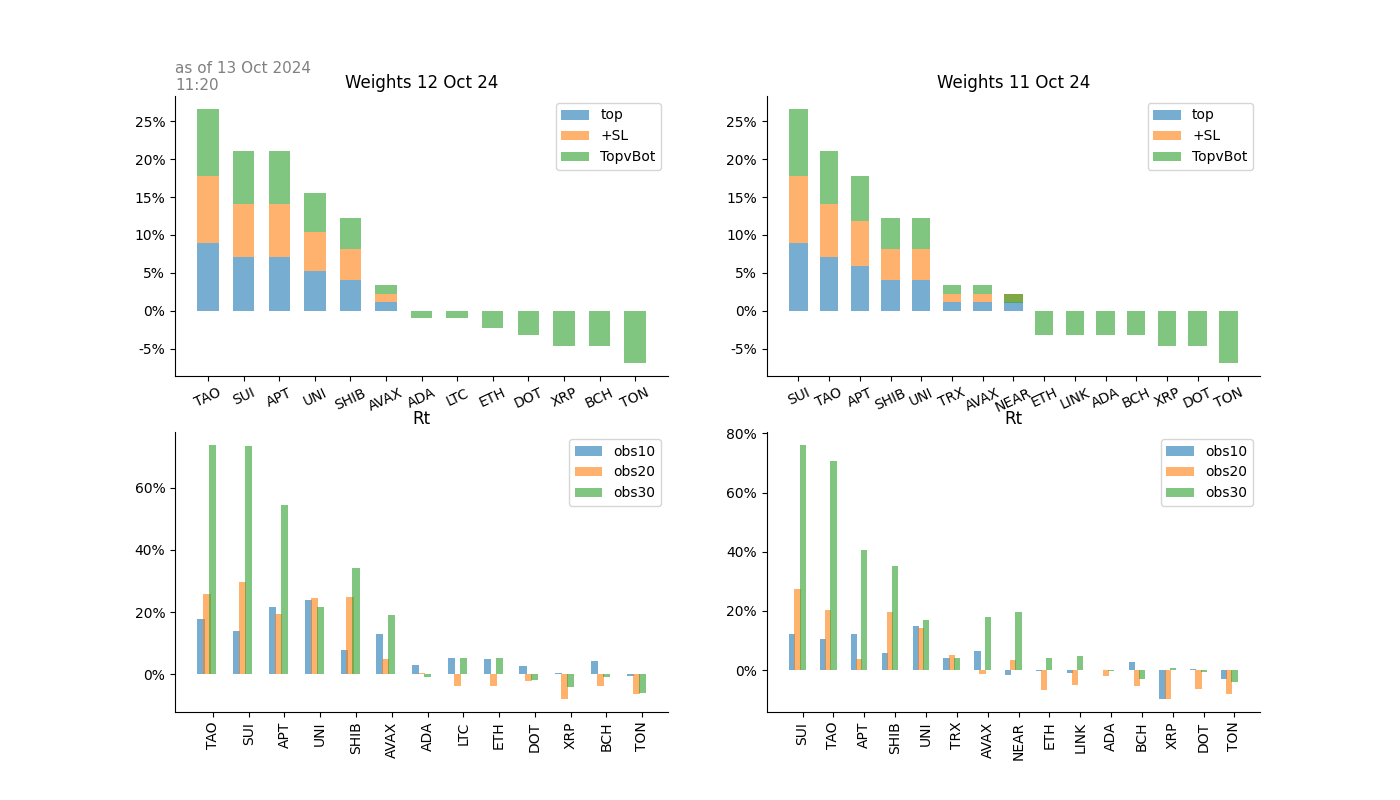 as of 13 Oct 2024
11:20
Weights 12 Oct 24
25%
20%
15%
10%
5%
0%
-5%
top
+SL
TopvBot
TAO SUI APT UNI SHIB AVAX ADA LTC ETH DOT XRP BCH TON
Weights 11 Oct 24
25%
20%
15%
10%
5%
0%
-5%
top
+SL
TopvBot
SUI TAO APT SHIB UNI TRX AVAX NEAR ETH LINK ADA BCH XRP DOT TON
Rt
60%
40%
20%
0%
obs10
obs20
obs30
TAO SUI APT UNI SHIB AVAX ADA LTC ETH DOT XRP BCH TON
Rt
80%
60%
40%
20%
0%
obs10
obs20
obs30
SUI TAO APT SHIB UNI TRX AVAX NEAR ETH LINK ADA BCH XRP DOT TON